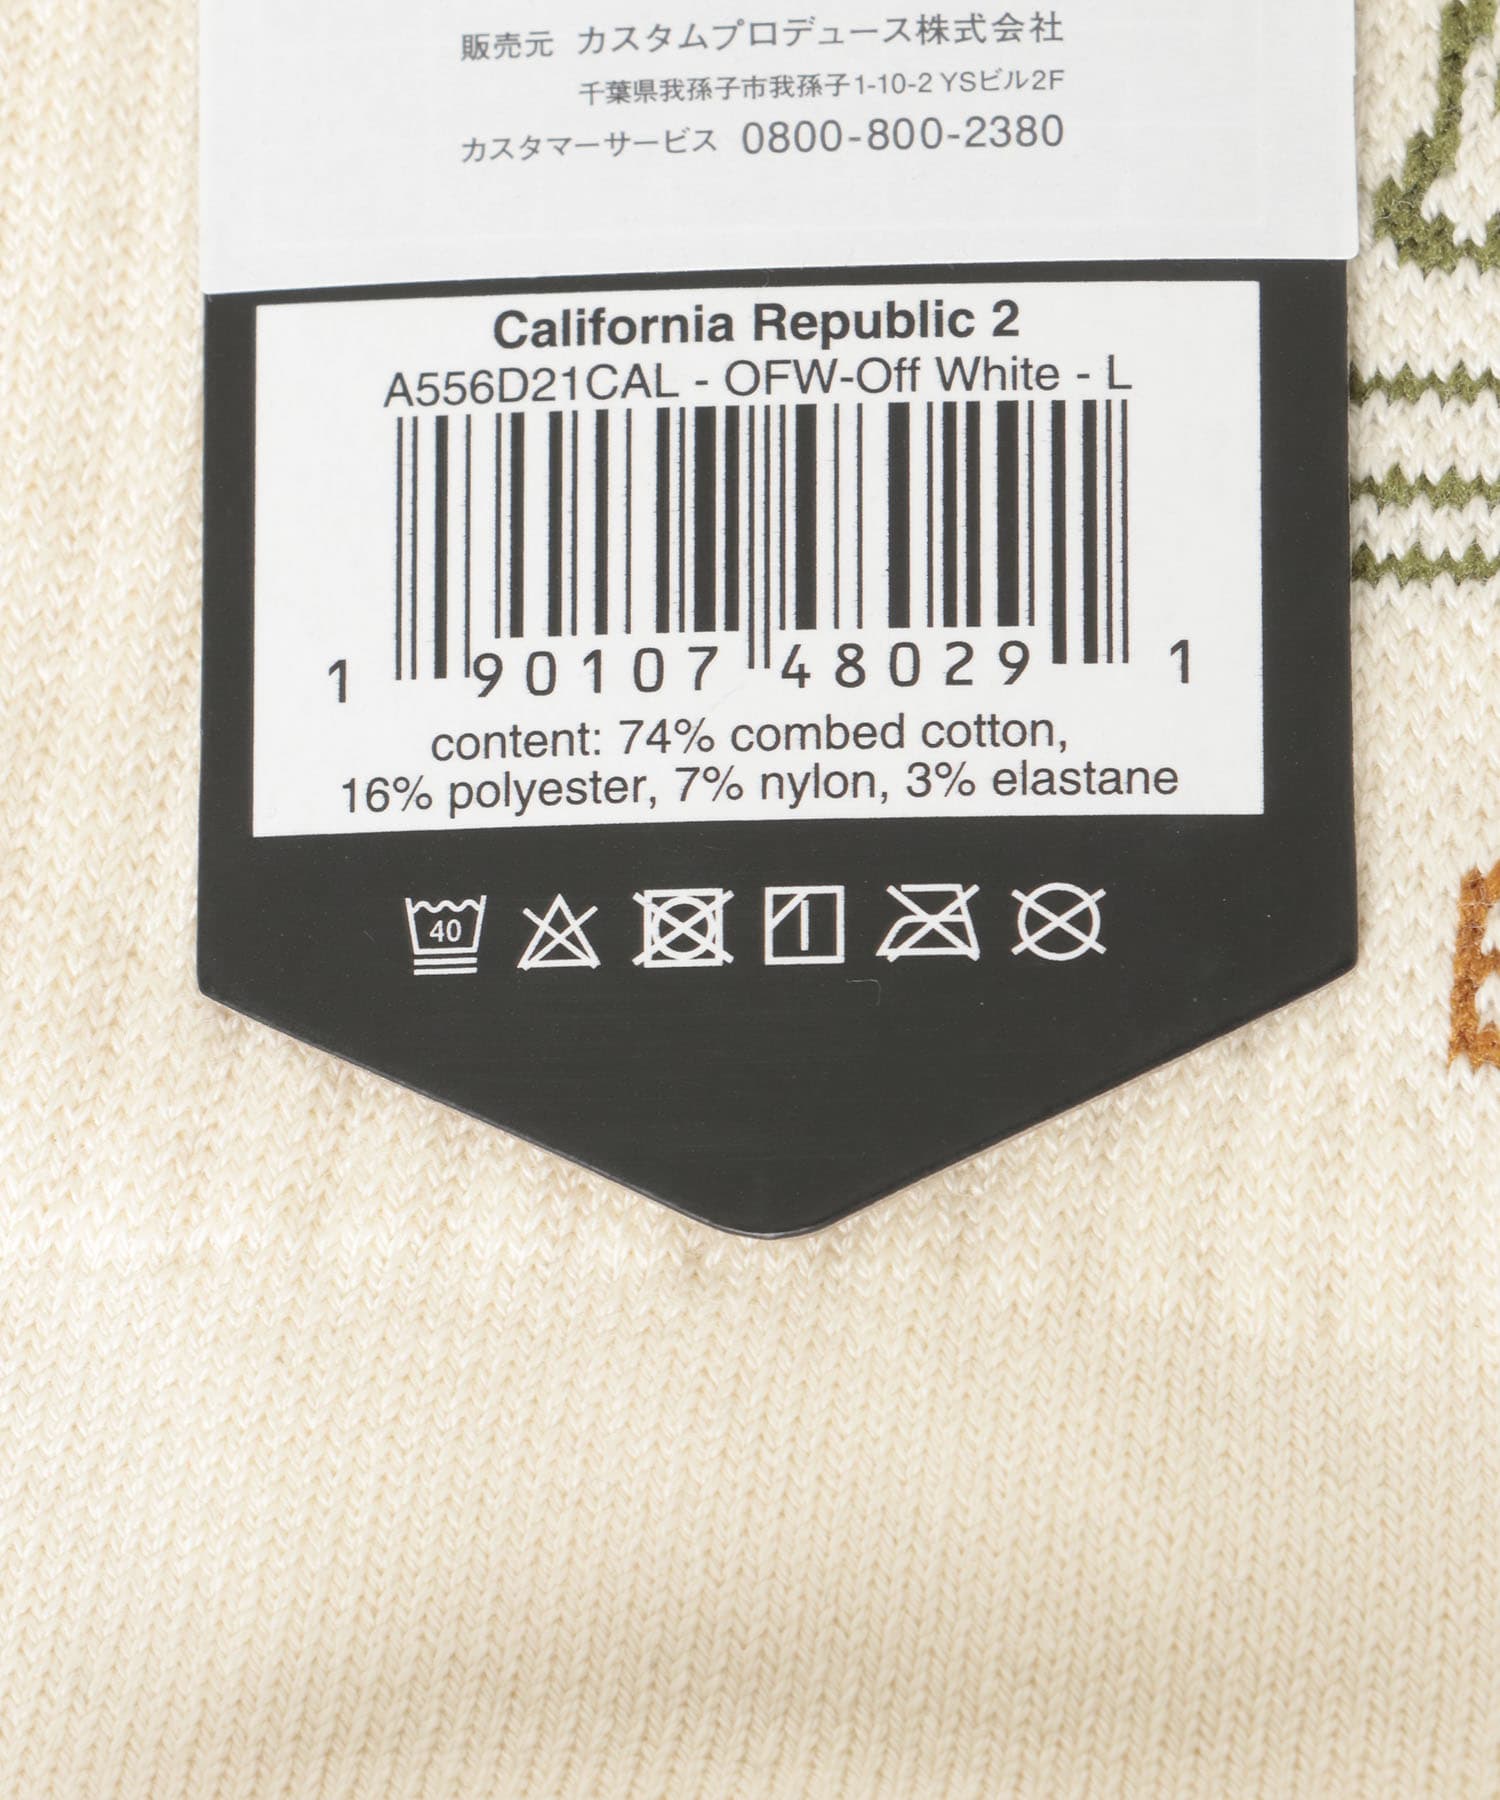 販売元 カスタムプロデュース株式会社
千葉県我孫子市我孫子1-10-2 YSビル2F
カスタマーサービス 0800-800-2380
California Republic 2
A556D21CAL - OFW-Off White - L
1 90107 48029 1
content: 74% combed cotton,
16% polyester, 7% nylon, 3% elastane
40